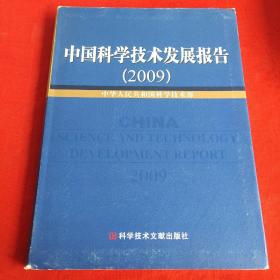 中国科学技术发展报告
(2009)
中华人民共和国科学技术部
CHINA
SCIENCE AND TECHNOLOGY
DEVELOPMENT REPORT
2009
科学技术文献出版社